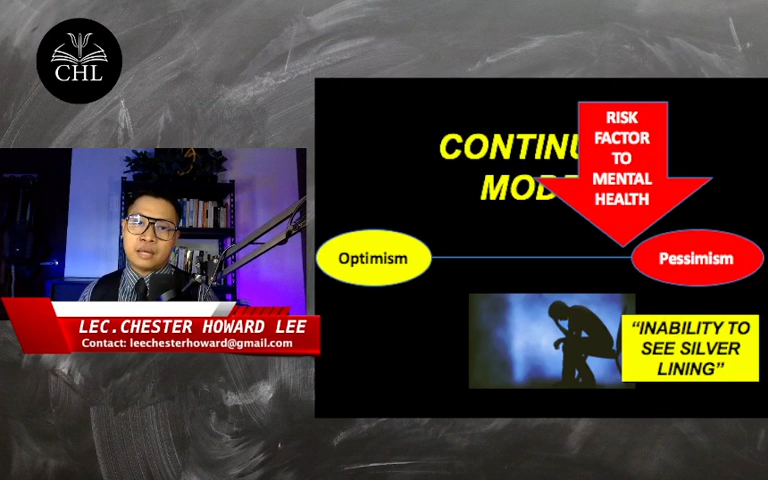 CHL
CONTINU
MOD
RISK
FACTOR
TO
MENTAL
HEALTH
Optimism
Pessimism
"INABILITY TO
SEE SILVER
LINING"
LEC.CHESTER HOWARD LEE
Contact: leechesterhoward@gmail.com